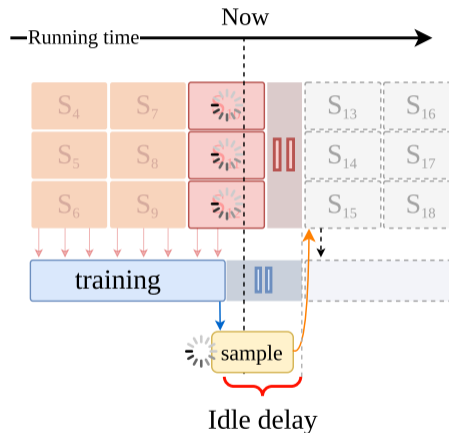 Now
Running time
S₄ S₇ S₁₃ S₁₆
S₅ S₈ S₁₄ S₁₇
S₆ S₉ S₁₅ S₁₈
training
sample
Idle delay